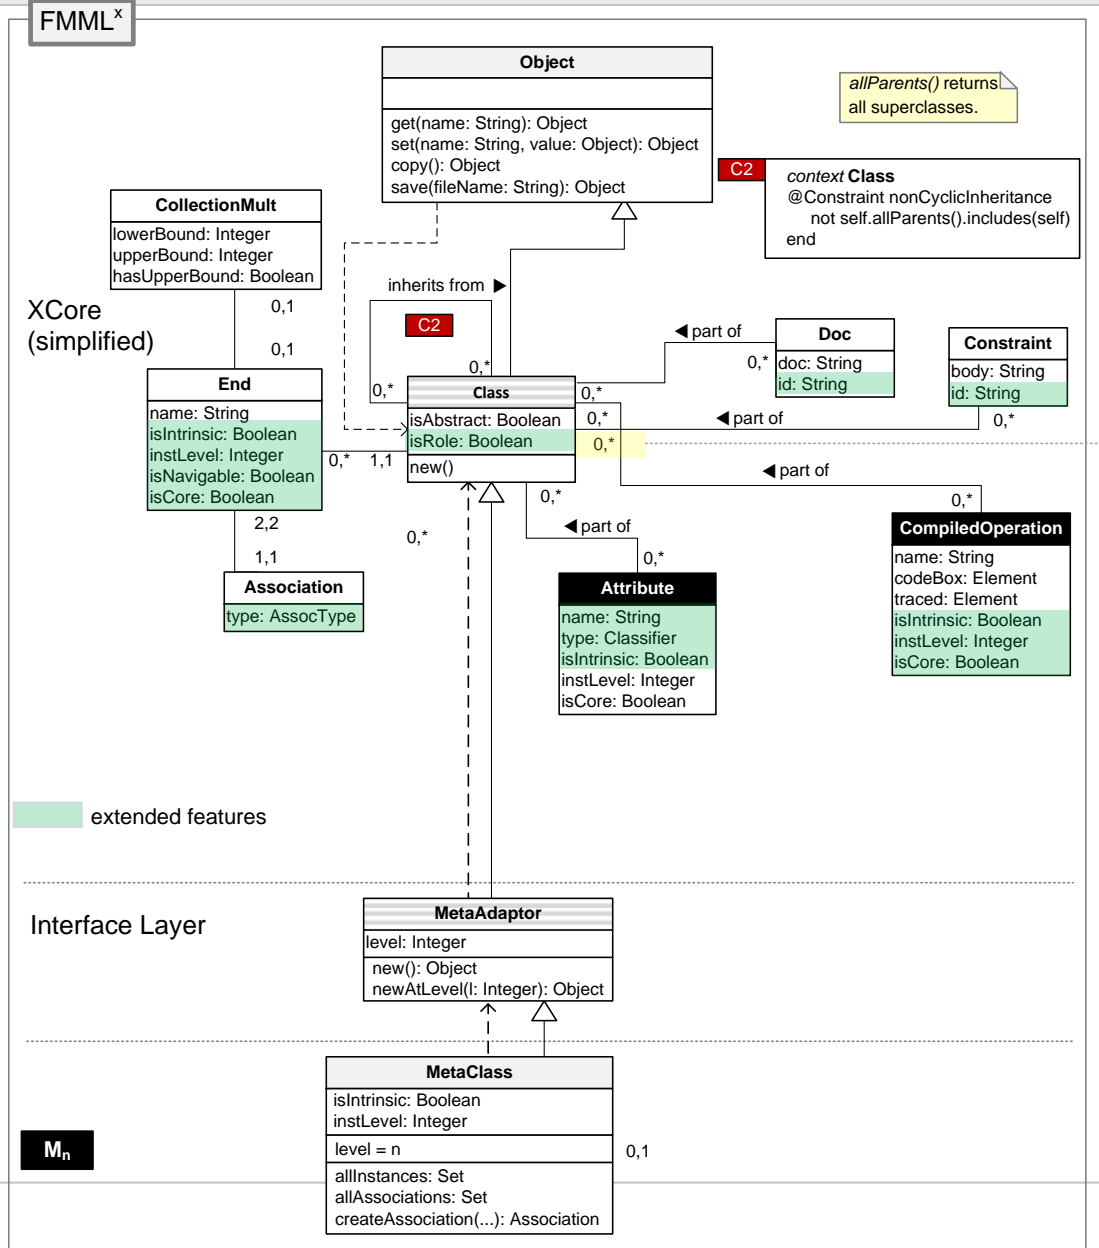 FMMLx
Object
get(name: String): Object
set(name: String, value: Object): Object
copy(): Object
save(fileName: String): Object
allParents() returns
all superclasses.
C2
context Class
@Constraint nonCyclicInheritance
not self.allParents().includes(self)
end
CollectionMult
lowerBound: Integer
upperBound: Integer
hasUpperBound: Boolean
XCore
(simplified)
0,1
0,1
inherits from ▶
C2
0,*
0,*
End
name: String
isIntrinsic: Boolean
instLevel: Integer
isNavigable: Boolean
isCore: Boolean
0,*
1,1
Class
isAbstract: Boolean
isRole: Boolean
new()
◀ part of
0,*
0,*
Doc
doc: String
id: String
Constraint
body: String
id: String
0,*
◀ part of
0,*
0,*
◀ part of
0,*
CompiledOperation
name: String
codeBox: Element
traced: Element
isIntrinsic: Boolean
instLevel: Integer
isCore: Boolean
2,2
1,1
Association
type: AssocType
0,*
0,*
◀ part of
0,*
Attribute
name: String
type: Classifier
isIntrinsic: Boolean
instLevel: Integer
isCore: Boolean
extended features
Interface Layer
MetaAdaptor
level: Integer
new(): Object
newAtLevel(l: Integer): Object
Mn
MetaClass
isIntrinsic: Boolean
instLevel: Integer
level = n
allInstances: Set
allAssociations: Set
createAssociation(...): Association
0,1